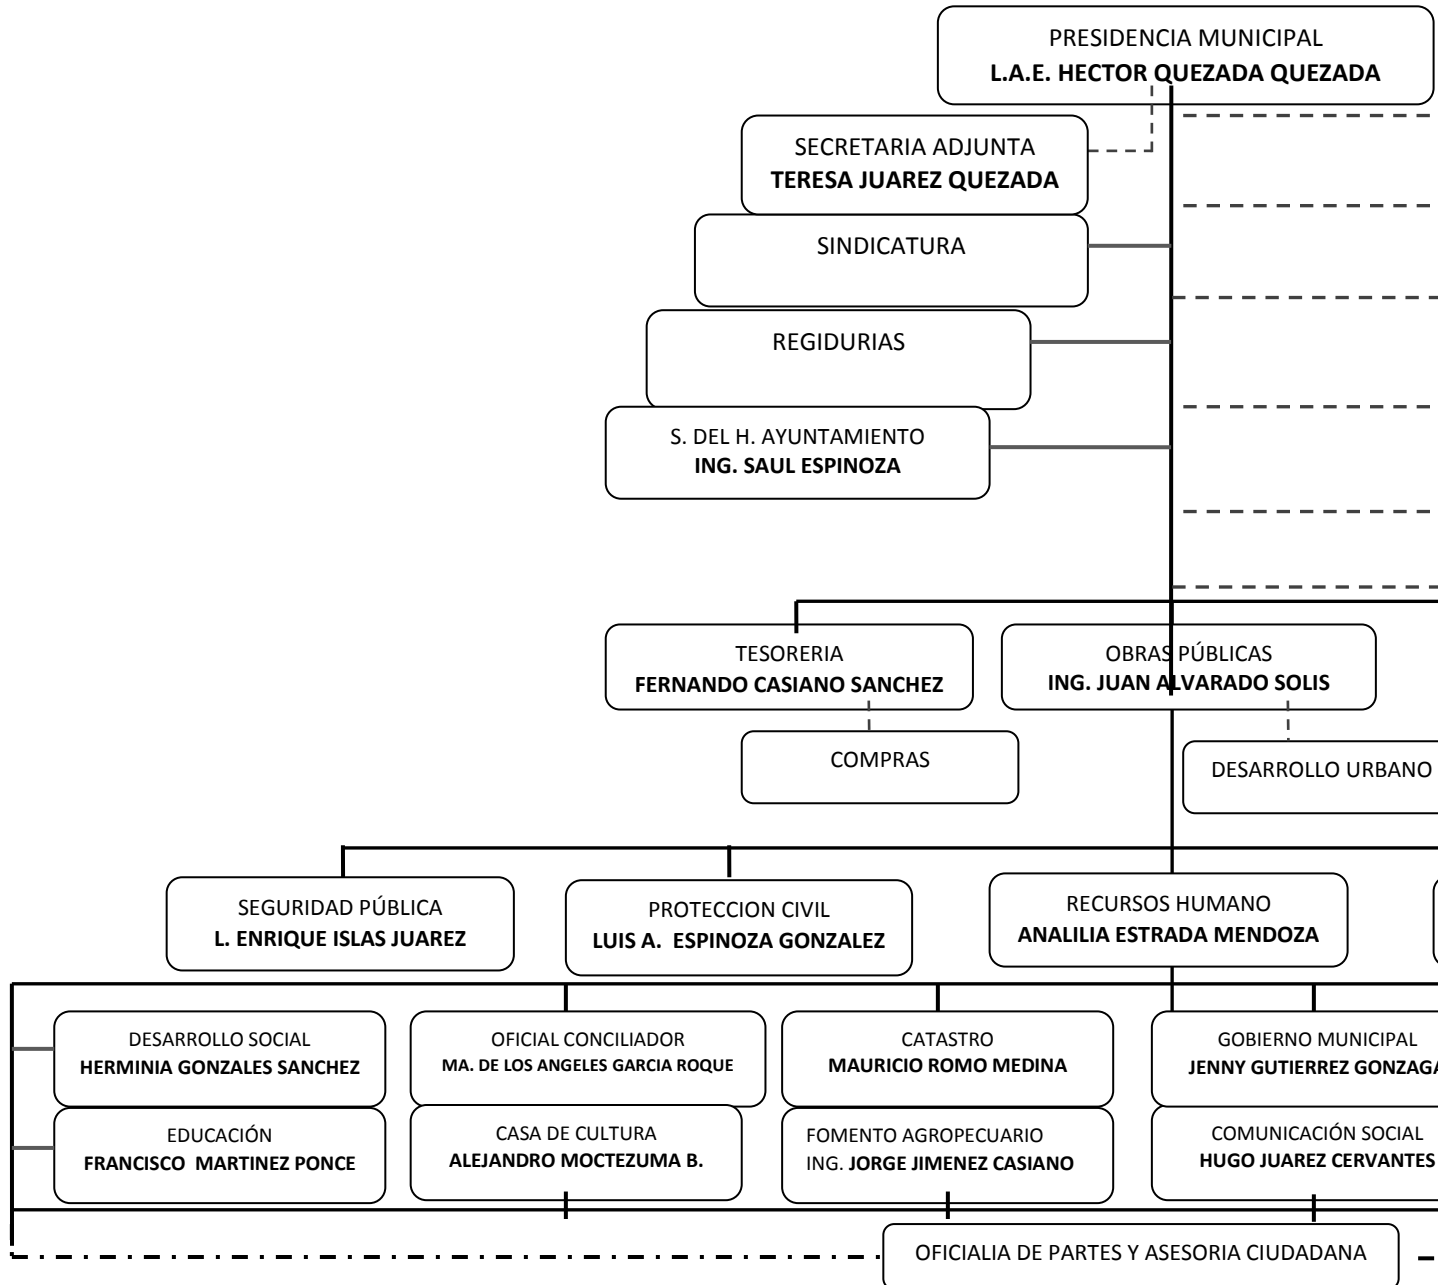 PRESIDENCIA MUNICIPAL
L.A.E. HECTOR QUEZADA QUEZADA
SECRETARIA ADJUNTA
TERESA JUAREZ QUEZADA
SINDICATURA
REGIDURIAS
S. DEL H. AYUNTAMIENTO
ING. SAUL ESPINOZA
TESORERIA
FERNANDO CASIANO SANCHEZ
OBRAS PÚBLICAS
ING. JUAN ALVARADO SOLIS
COMPRAS
DESARROLLO URBANO
SEGURIDAD PÚBLICA
L. ENRIQUE ISLAS JUAREZ
PROTECCION CIVIL
LUIS A. ESPINOZA GONZALEZ
RECURSOS HUMANO
ANALILIA ESTRADA MENDOZA
DESARROLLO SOCIAL
HERMINIA GONZALES SANCHEZ
OFICIAL CONCILIADOR
MA. DE LOS ANGELES GARCIA ROQUE
CATASTRO
MAURICIO ROMO MEDINA
GOBIERNO MUNICIPAL
JENNY GUTIERREZ GONZAGA
EDUCACIÓN
FRANCISCO MARTINEZ PONCE
CASA DE CULTURA
ALEJANDRO MOCTEZUMA B.
FOMENTO AGROPECUARIO
ING. JORGE JIMENEZ CASIANO
COMUNICACIÓN SOCIAL
HUGO JUAREZ CERVANTES
OFICIALIA DE PARTES Y ASESORIA CIUDADANA